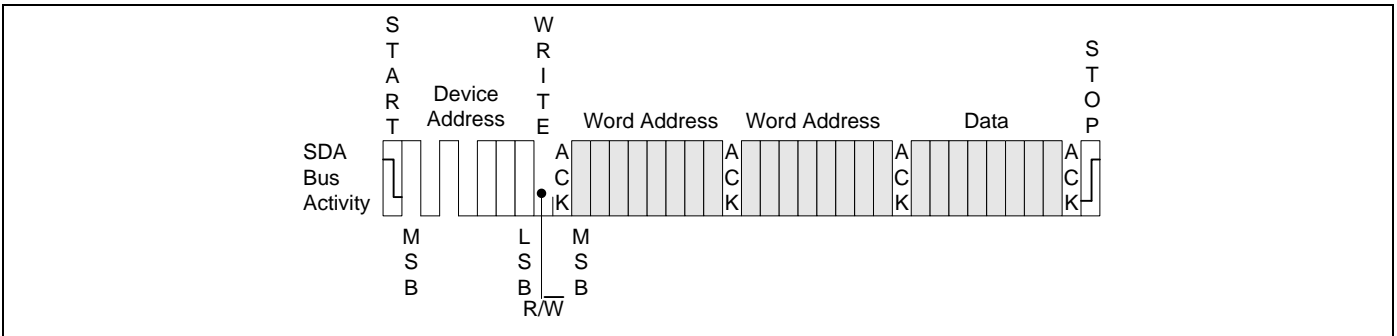 START
WRITE
STOP
Device
Address
Word Address
Word Address
Data
SDA
Bus
Activity
ACK
ACK
ACK
ACK
MSB
LSB
MSB
R/W̅